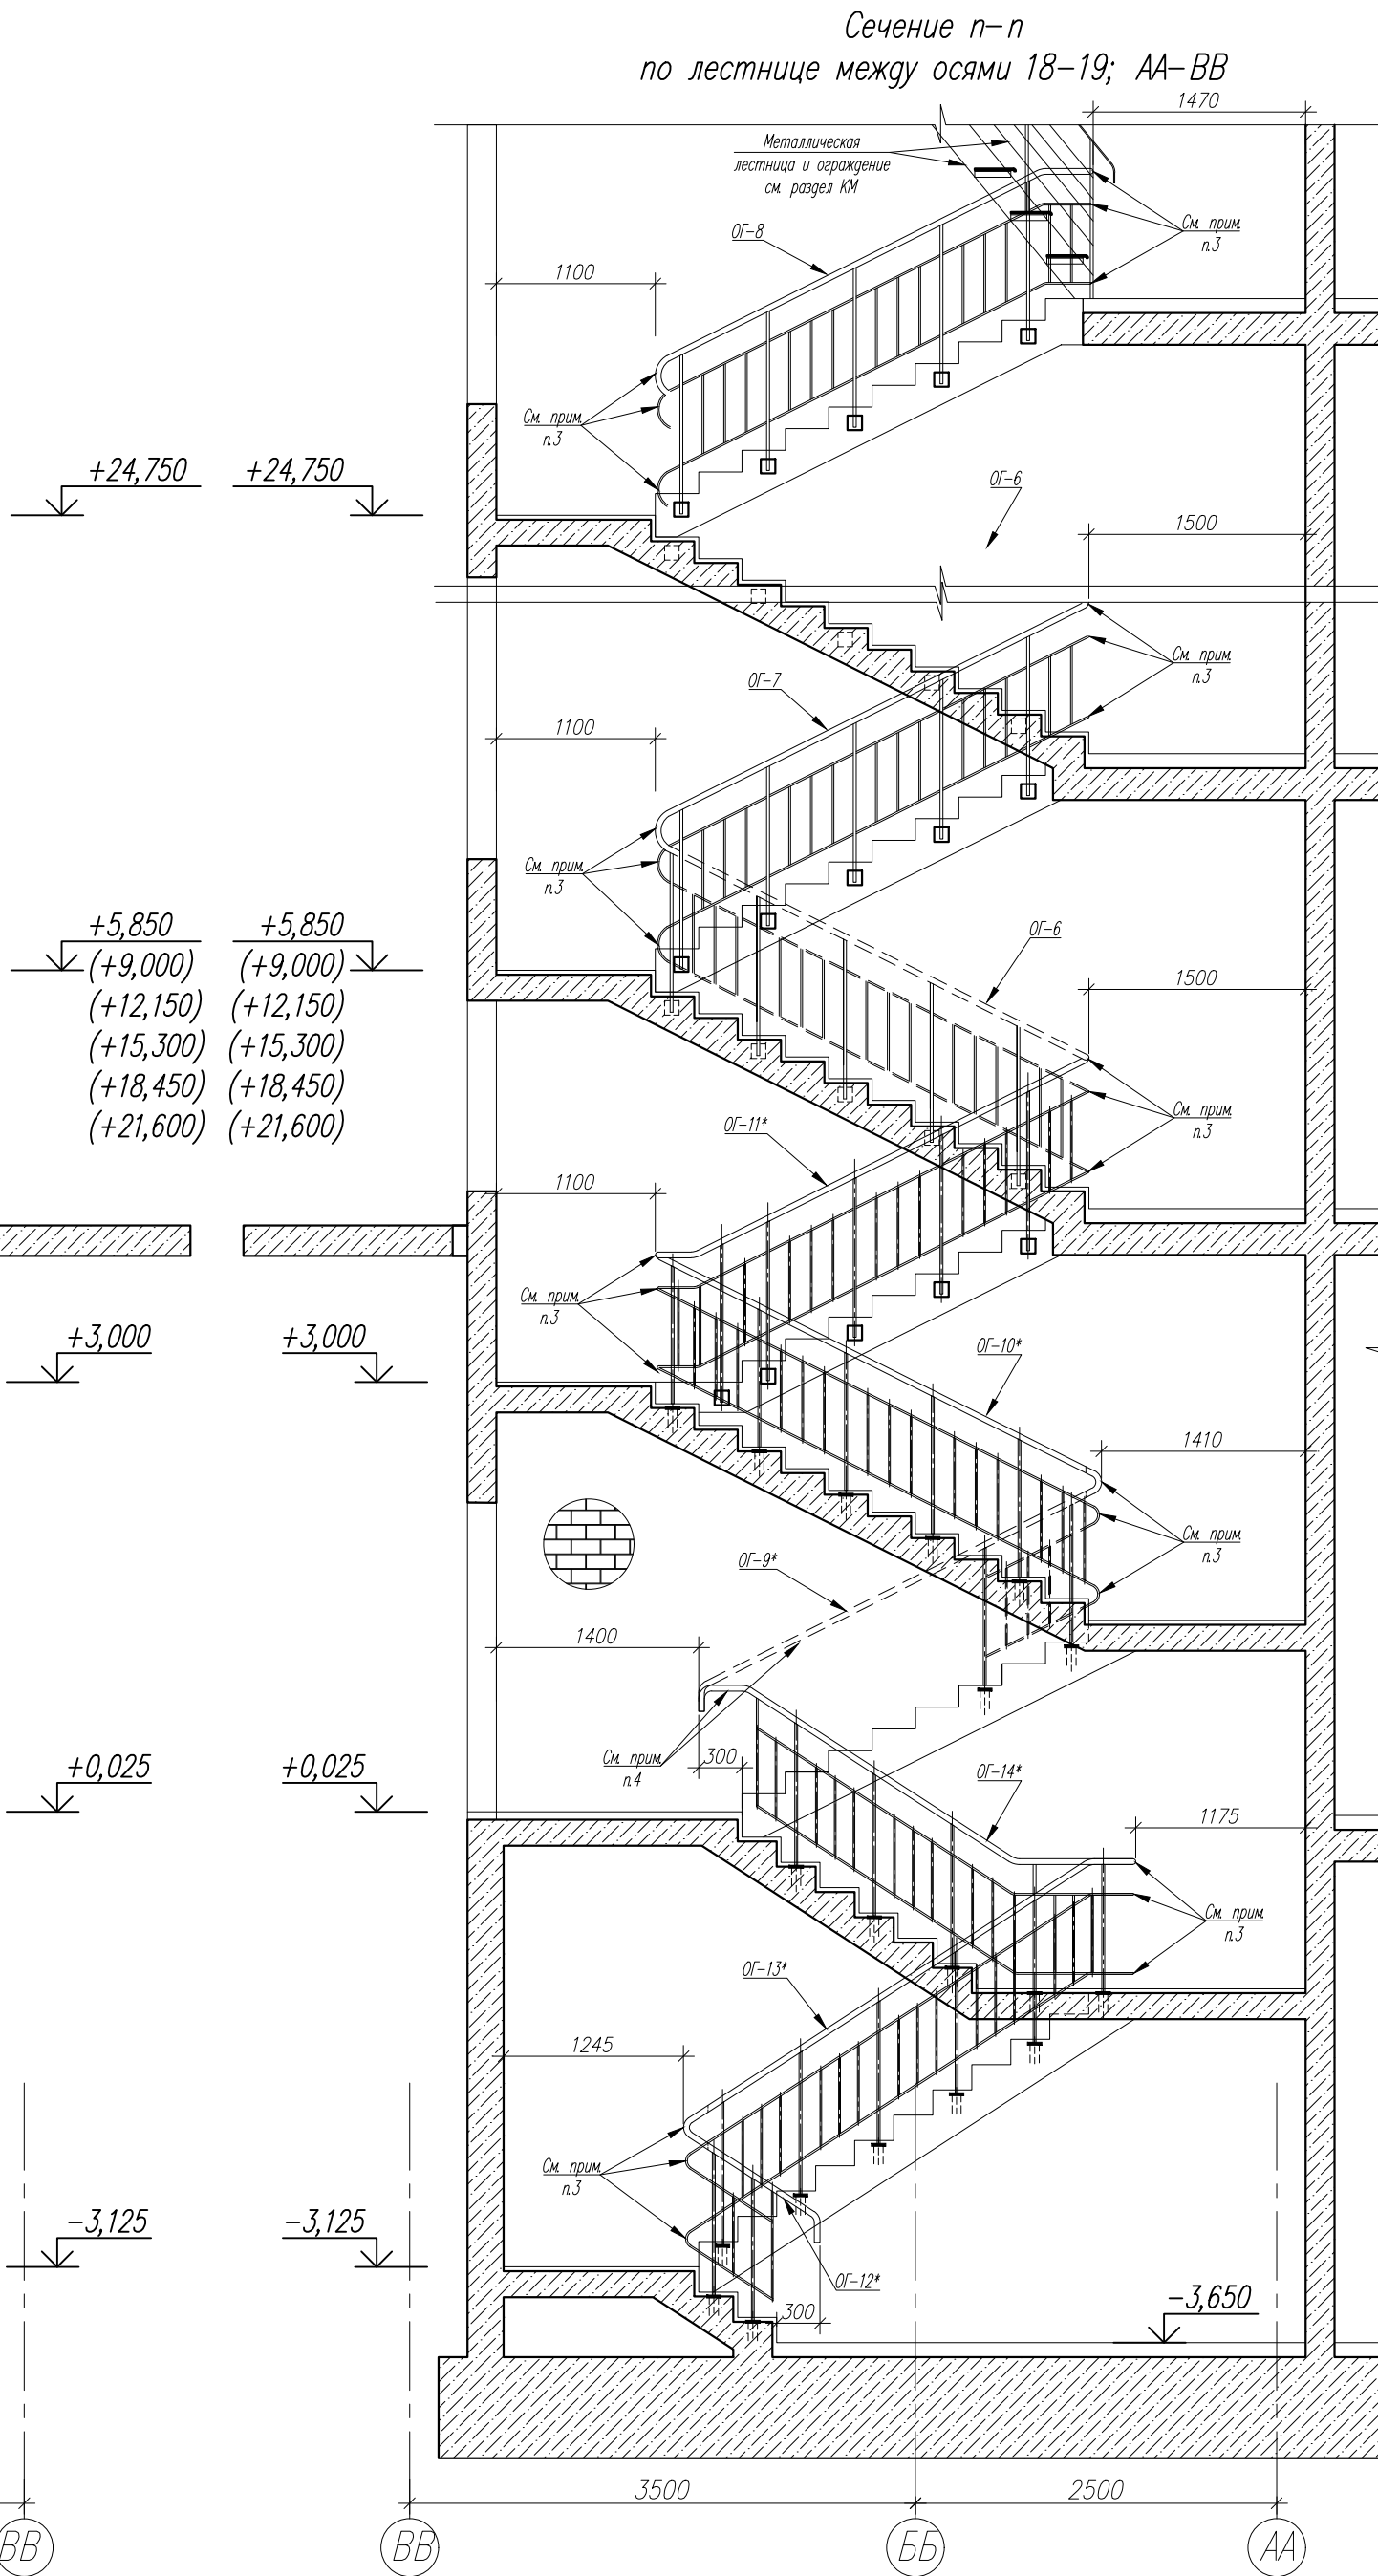 Сечение п-п
по лестнице между осями 18-19; АА-ВВ
1470
Металлическая
лестница и ограждение
см. раздел КМ
ОГ-8
См. прим.
п.3
1100
См. прим.
п.3
+24,750
+24,750
ОГ-6
1500
См. прим.
п.3
ОГ-7
1100
См. прим.
п.3
+5,850
(+9,000)
(+12,150)
(+15,300)
(+18,450)
(+21,600)
+5,850
(+9,000)
(+12,150)
(+15,300)
(+18,450)
(+21,600)
ОГ-6
1500
См. прим.
п.3
ОГ-11*
1100
См. прим.
п.3
+3,000
+3,000
ОГ-10*
1410
См. прим.
п.3
ОГ-9*
1400
См. прим.
п.4
300
+0,025
+0,025
ОГ-14*
1175
См. прим.
п.3
ОГ-13*
1245
См. прим.
п.3
-3,125
-3,125
ОГ-12*
300
-3,650
3500
2500
ВВ
ВВ
ББ
АА